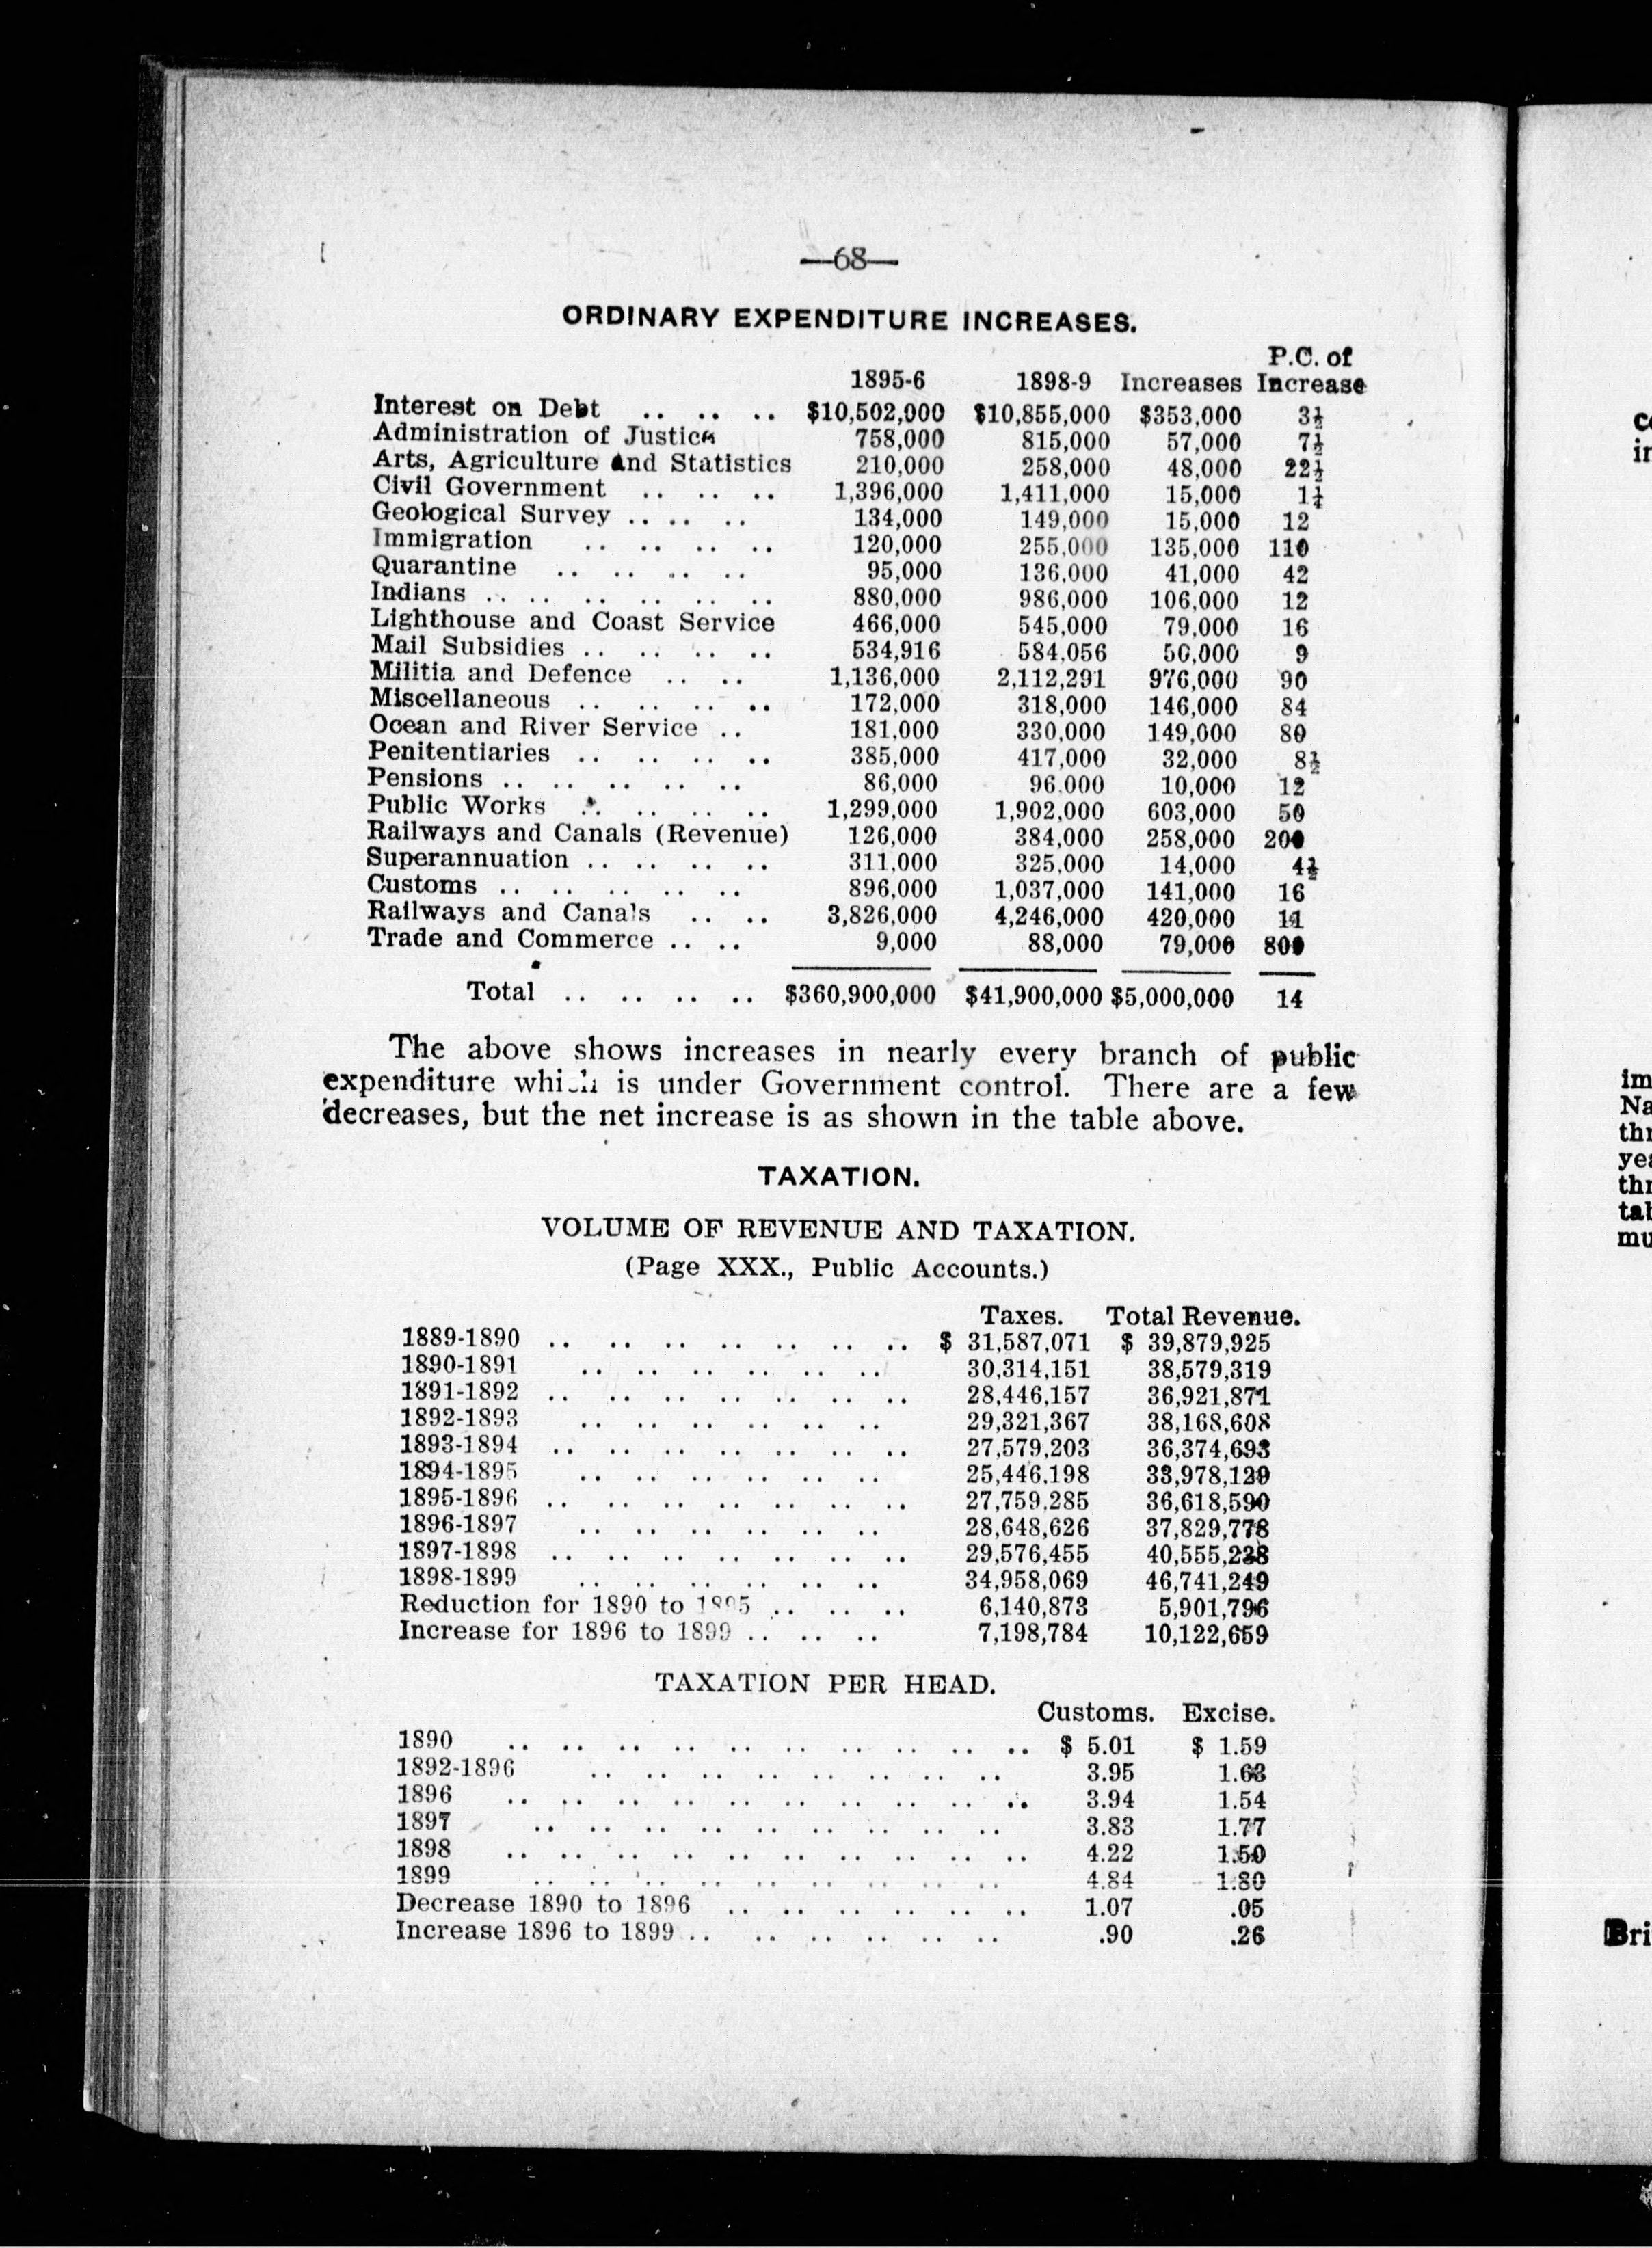 —68—
ORDINARY EXPENDITURE INCREASES.
P.C. of
1895-6 1898-9 Increases Increase
Interest on Debt .. .. .. $10,502,000 $10,855,000 $353,000 3½
Administration of Justice 758,000 815,000 57,000 7½
Arts, Agriculture and Statistics 210,000 258,000 48,000 22½
Civil Government .. .. .. 1,396,000 1,411,000 15,000 1¼
Geological Survey .. .. .. 134,000 149,000 15,000 12
Immigration .. .. .. .. 120,000 255,000 135,000 110
Quarantine .. .. .. .. 95,000 136,000 41,000 42
Indians .. .. .. .. .. .. 880,000 986,000 106,000 12
Lighthouse and Coast Service 466,000 545,000 79,000 16
Mail Subsidies .. .. .. .. 534,916 584,056 50,000 9
Militia and Defence .. .. 1,136,000 2,112,291 976,000 90
Miscellaneous .. .. .. .. 172,000 318,000 146,000 84
Ocean and River Service .. 181,000 330,000 149,000 80
Penitentiaries .. .. .. .. 385,000 417,000 32,000 8½
Pensions .. .. .. .. .. 86,000 96,000 10,000 12
Public Works .. .. .. .. 1,299,000 1,902,000 603,000 50
Railways and Canals (Revenue) 126,000 384,000 258,000 200
Superannuation .. .. .. .. 311,000 325,000 14,000 4½
Customs .. .. .. .. .. 896,000 1,037,000 141,000 16
Railways and Canals .. .. 3,826,000 4,246,000 420,000 11
Trade and Commerce .. .. 9,000 88,000 79,000 800
Total .. .. .. .. $360,900,000 $41,900,000 $5,000,000 14
The above shows increases in nearly every branch of public
expenditure which is under Government control. There are a few
decreases, but the net increase is as shown in the table above.
TAXATION.
VOLUME OF REVENUE AND TAXATION.
(Page XXX., Public Accounts.)
Taxes. Total Revenue.
1889-1890 .. .. .. .. .. .. .. $ 31,587,071 $ 39,879,925
1890-1891 .. .. .. .. .. .. 30,314,151 38,579,319
1891-1892 .. .. .. .. .. .. .. 28,446,157 36,921,871
1892-1893 .. .. .. .. .. .. 29,321,367 38,168,608
1893-1894 .. .. .. .. .. .. .. 27,579,203 36,374,693
1894-1895 .. .. .. .. .. .. 25,446,198 33,978,129
1895-1896 .. .. .. .. .. .. .. 27,759,285 36,618,590
1896-1897 .. .. .. .. .. .. 28,648,626 37,829,778
1897-1898 .. .. .. .. .. .. .. 29,576,455 40,555,238
1898-1899 .. .. .. .. .. .. 34,958,069 46,741,249
Reduction for 1890 to 1895 .. .. .. 6,140,873 5,901,796
Increase for 1896 to 1899 .. .. .. 7,198,784 10,122,659
TAXATION PER HEAD.
Customs. Excise.
1890 .. .. .. .. .. .. .. .. .. .. $ 5.01 $ 1.59
1892-1896 .. .. .. .. .. .. .. .. 3.95 1.63
1896 .. .. .. .. .. .. .. .. .. .. 3.94 1.54
1897 .. .. .. .. .. .. .. .. .. 3.83 1.77
1898 .. .. .. .. .. .. .. .. .. .. 4.22 1.50
1899 .. .. .. .. .. .. .. .. .. 4.84 1.80
Decrease 1890 to 1896 .. .. .. .. .. .. 1.07 .05
Increase 1896 to 1899 .. .. .. .. .. .. .90 .26
im
Na
thr
yea
thr
tab
mu
Bri